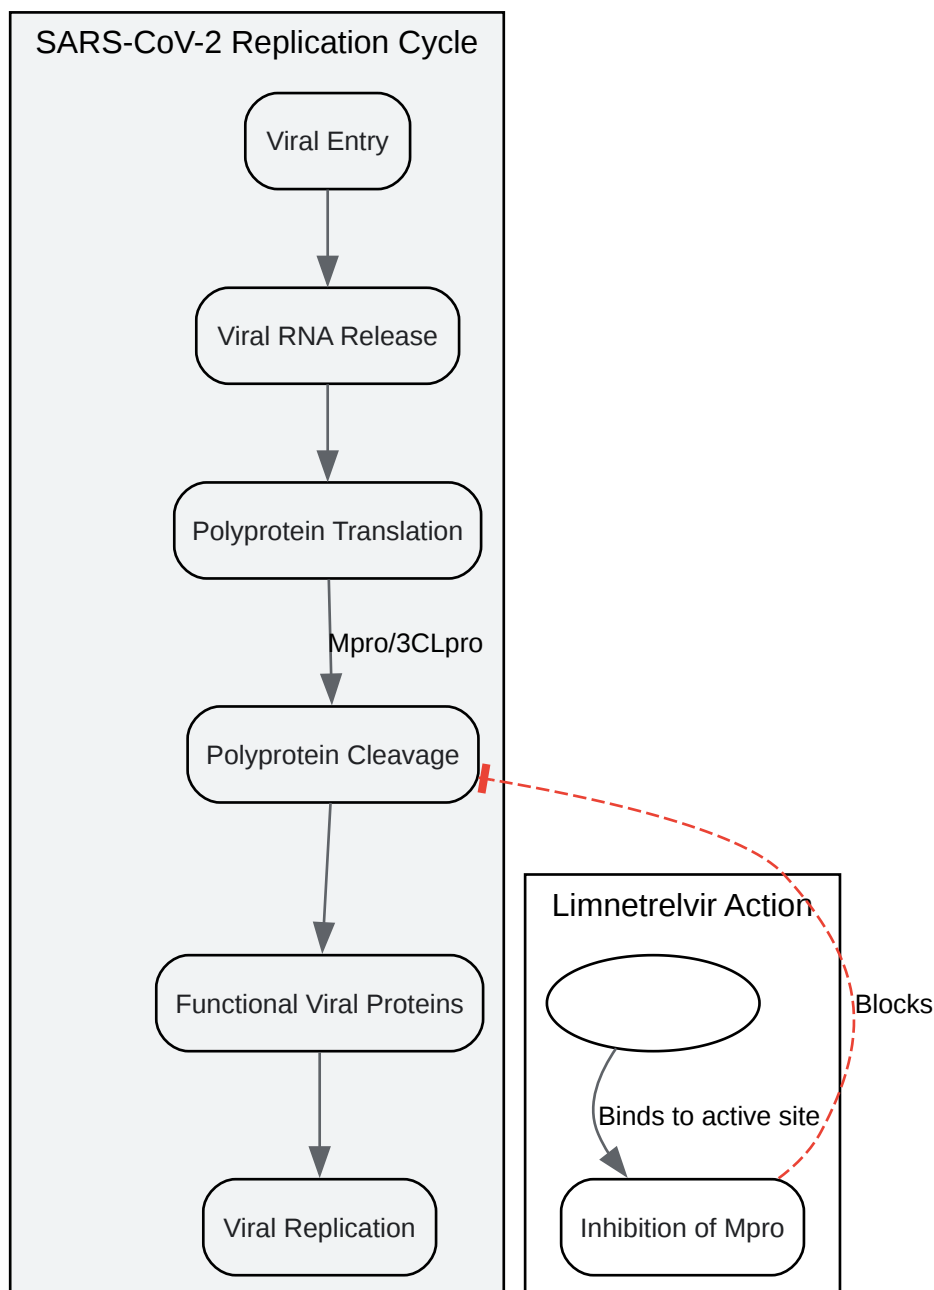 SARS-CoV-2 Replication Cycle
Viral Entry
Viral RNA Release
Polyprotein Translation
Mpro/3CLpro
Polyprotein Cleavage
Functional Viral Proteins
Viral Replication
Limnetrelvir Action
Blocks
Binds to active site
Inhibition of Mpro